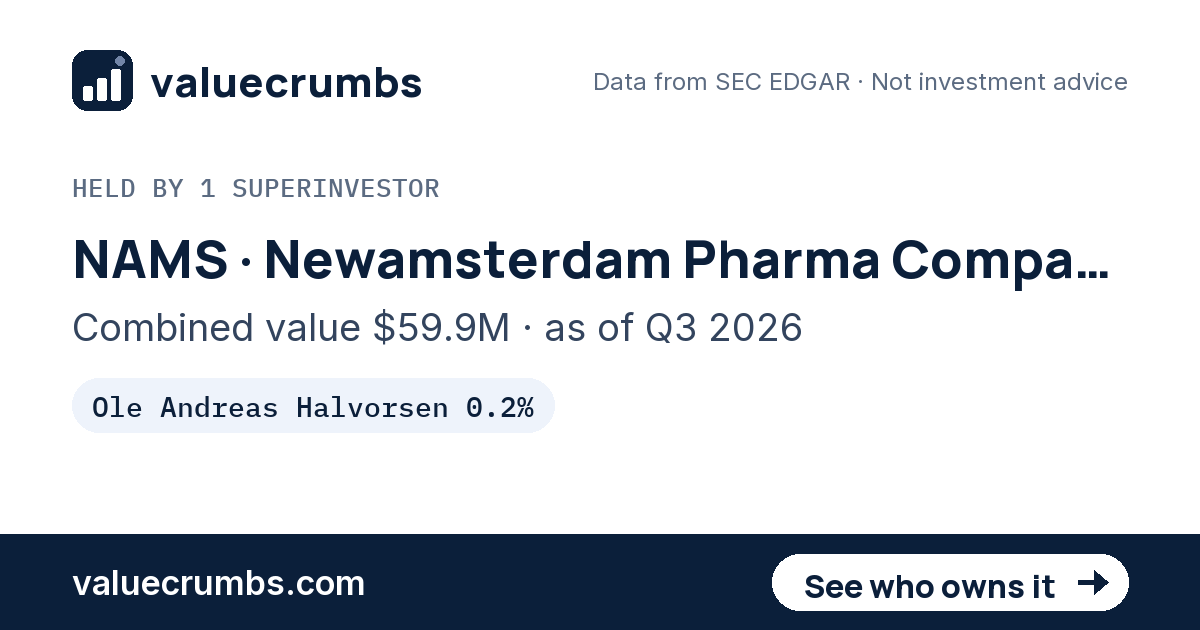 valuecrumbs
Data from SEC EDGAR · Not investment advice
HELD BY 1 SUPERINVESTOR
NAMS · Newamsterdam Pharma Compa…
Combined value $59.9M · as of Q3 2026
Ole Andreas Halvorsen 0.2%
valuecrumbs.com
See who owns it →